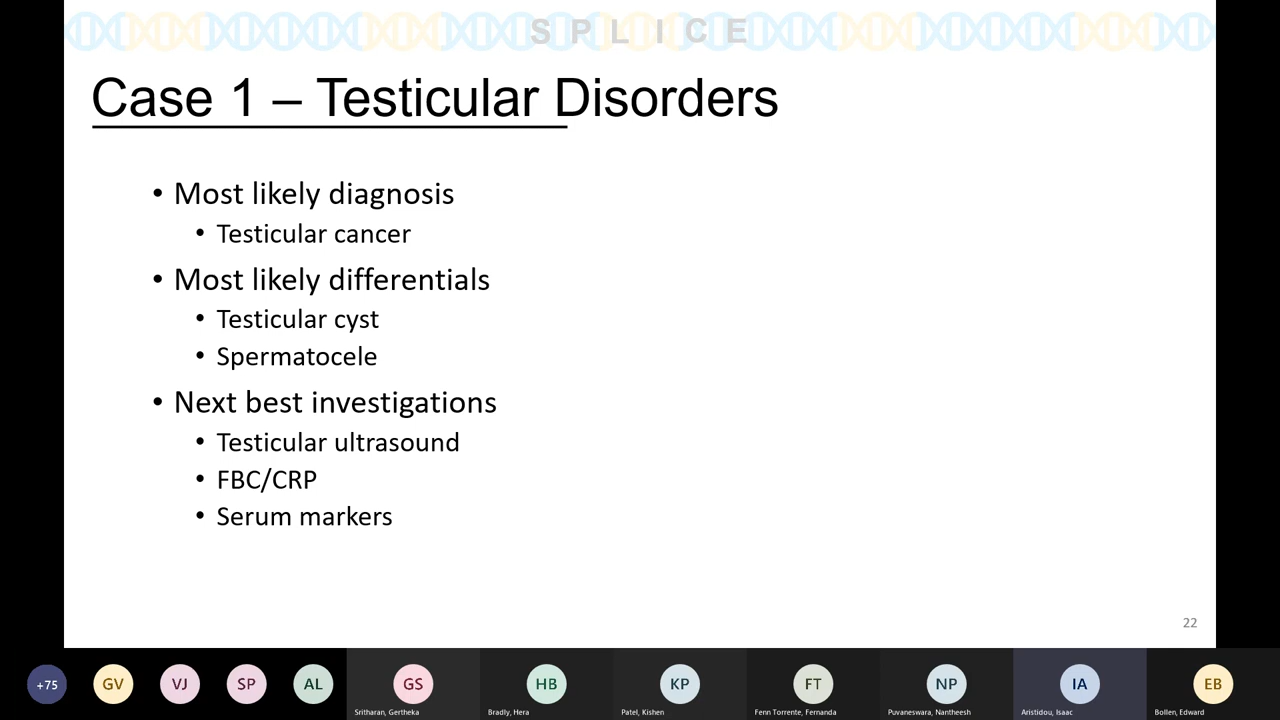 S P L I C E
Case 1 – Testicular Disorders
• Most likely diagnosis
• Testicular cancer
• Most likely differentials
• Testicular cyst
• Spermatocele
• Next best investigations
• Testicular ultrasound
• FBC/CRP
• Serum markers
22
+75 GV VJ SP AL GS HB KP FT NP IA EB
Sritharan, Gertheka Bradly, Hera Patel, Kishen Fenn Torrente, Fernanda Puvaneswara, Nantheesh Aristidou, Isaac Bollen, Edward